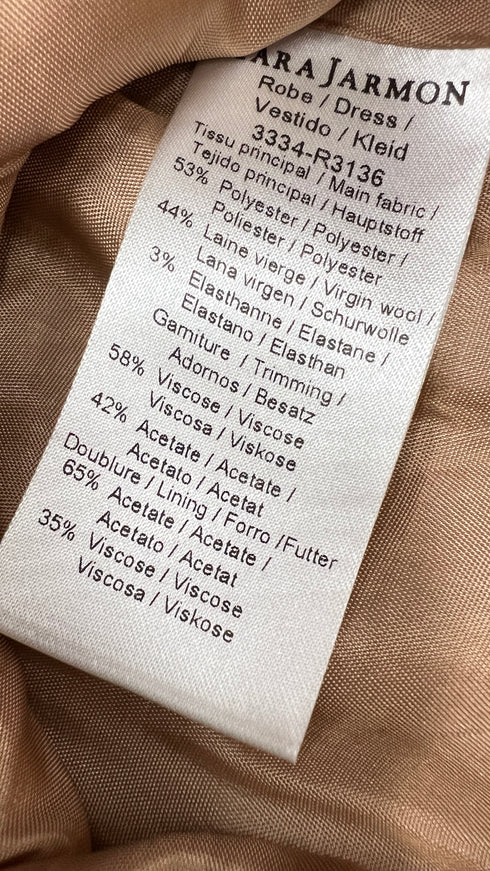 ARA JARMON
Robe / Dress /
Vestido / Kleid
3334-R3136
Tissu principal / Main fabric /
Tejido principal / Hauptstoff
53% Polyester / Polyester /
Poliester / Polyester
44% Laine vierge / Virgin wool /
Lana virgen / Schurwolle
3% Elasthanne / Elastane /
Elastano / Elasthan
Garniture / Trimming /
Adornos / Besatz
58% Viscose / Viscose
Viscosa / Viskose
42% Acetate / Acetate /
Acetato / Acetat
Doublure / Lining / Forro /Futter
65% Acetate / Acetate /
Acetato / Acetat
35% Viscose / Viscose
Viscosa / Viskose